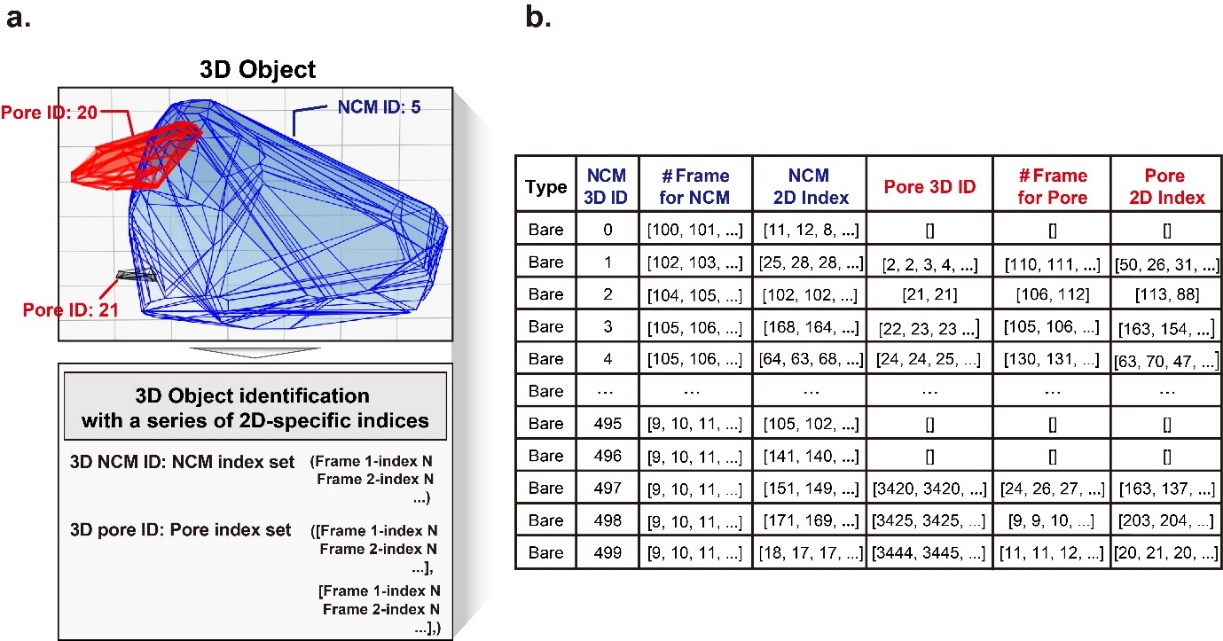 a.
3D Object
Pore ID: 20
NCM ID: 5
Pore ID: 21
3D Object identification
with a series of 2D-specific indices
3D NCM ID: NCM index set (Frame 1-index N
Frame 2-index N
...)
3D pore ID: Pore index set ([Frame 1-index N
Frame 2-index N
...],
[Frame 1-index N
Frame 2-index N
...],)
b.
Type NCM 3D ID # Frame for NCM NCM 2D Index Pore 3D ID # Frame for Pore Pore 2D Index
Bare 0 [100, 101, ...] [11, 12, 8, ...] [] [] []
Bare 1 [102, 103, ...] [25, 28, 28, ...] [2, 2, 3, 4, ...] [110, 111, ...] [50, 26, 31, ...]
Bare 2 [104, 105, ...] [102, 102, ...] [21, 21] [106, 112] [113, 88]
Bare 3 [105, 106, ...] [168, 164, ...] [22, 23, 23 ...] [105, 106, ...] [163, 154, ...]
Bare 4 [105, 106, ...] [64, 63, 68, ...] [24, 24, 25, ...] [130, 131, ...] [63, 70, 47, ...]
Bare ... ... ... ... ... ...
Bare 495 [9, 10, 11, ...] [105, 102, ...] [] [] []
Bare 496 [9, 10, 11, ...] [141, 140, ...] [] [] []
Bare 497 [9, 10, 11, ...] [151, 149, ...] [3420, 3420, ...] [24, 26, 27, ...] [163, 137, ...]
Bare 498 [9, 10, 11, ...] [171, 169, ...] [3425, 3425, ...] [9, 9, 10, ...] [203, 204, ...]
Bare 499 [9, 10, 11, ...] [18, 17, 17, ...] [3444, 3445, ...] [11, 11, 12, ...] [20, 21, 20, ...]